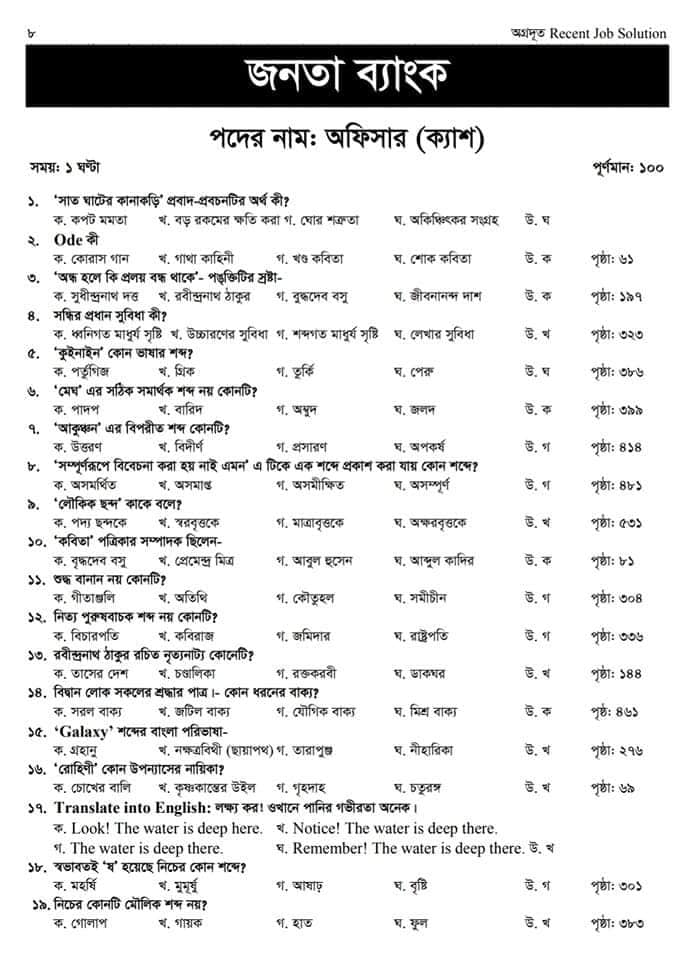 ৮ অগ্রদূত Recent Job Solution
জনতা ব্যাংক
পদের নাম: অফিসার (ক্যাশ)
সময়: ১ ঘণ্টা পূর্ণমান: ১০০
১. ‘সাত ঘাটের কানাকড়ি’ প্রবাদ-প্রবচনটির অর্থ কী?
ক. কপট মমতা খ. বড় রকমের ক্ষতি করা গ. ঘোর শত্রুতা ঘ. অকিঞ্চিৎকর সংগ্রহ উ. ঘ
২. Ode কী
ক. কোরাস গান খ. গাথা কাহিনী গ. খণ্ড কবিতা ঘ. শোক কবিতা উ. ক পৃষ্ঠা: ৬১
৩. ‘অন্ধ হলে কি প্রলয় বন্ধ থাকে’- পঙ্‌ক্তিটির স্রষ্টা-
ক. সুধীন্দ্রনাথ দত্ত খ. রবীন্দ্রনাথ ঠাকুর গ. বুদ্ধদেব বসু ঘ. জীবনানন্দ দাশ উ. ক পৃষ্ঠা: ১৯৭
৪. সন্ধির প্রধান সুবিধা কী?
ক. ধ্বনিগত মাধুর্য সৃষ্টি খ. উচ্চারণের সুবিধা গ. শব্দগত মাধুর্য সৃষ্টি ঘ. লেখার সুবিধা উ. খ পৃষ্ঠা: ৩২৩
৫. ‘কুইনাইন’ কোন ভাষার শব্দ?
ক. পর্তুগিজ খ. গ্রিক গ. তুর্কি ঘ. পেরু উ. ঘ পৃষ্ঠা: ৩৮৬
৬. ‘মেঘ’ এর সঠিক সমার্থক শব্দ নয় কোনটি?
ক. পাদপ খ. বারিদ গ. অম্বুদ ঘ. জলদ উ. ক পৃষ্ঠা: ৩৯৯
৭. ‘আকুঞ্চন’ এর বিপরীত শব্দ কোনটি?
ক. উত্তরণ খ. বিদীর্ণ গ. প্রসারণ ঘ. অপকর্ষ উ. গ পৃষ্ঠা: ৪১৪
৮. ‘সম্পূর্ণরূপে বিবেচনা করা হয় নাই এমন’ এ টিকে এক শব্দে প্রকাশ করা যায় কোন শব্দে?
ক. অসমর্থিত খ. অসমাপ্ত গ. অসমীক্ষিত ঘ. অসম্পূর্ণ উ. গ পৃষ্ঠা: ৪৮১
৯. ‘লৌকিক ছন্দ’ কাকে বলে?
ক. পদ্য ছন্দকে খ. স্বরবৃত্তকে গ. মাত্রাবৃত্তকে ঘ. অক্ষরবৃত্তকে উ. খ পৃষ্ঠা: ৫৩১
১০. ‘কবিতা’ পত্রিকার সম্পাদক ছিলেন-
ক. বুদ্ধদেব বসু খ. প্রেমেন্দ্র মিত্র গ. আবুল হুসেন ঘ. আব্দুল কাদির উ. ক পৃষ্ঠা: ৮১
১১. শুদ্ধ বানান নয় কোনটি?
ক. গীতাঞ্জলি খ. অতিথি গ. কৌতুহল ঘ. সমীচীন উ. গ পৃষ্ঠা: ৩০৪
১২. নিত্য পুরুষবাচক শব্দ নয় কোনটি?
ক. বিচারপতি খ. কবিরাজ গ. জমিদার ঘ. রাষ্ট্রপতি উ. গ পৃষ্ঠা: ৩৩৬
১৩. রবীন্দ্রনাথ ঠাকুর রচিত নৃত্যনাট্য কোনেটি?
ক. তাসের দেশ খ. চণ্ডালিকা গ. রক্তকরবী ঘ. ডাকঘর উ. খ পৃষ্ঠা: ১৪৪
১৪. বিদ্বান লোক সকলের শ্রদ্ধার পাত্র।- কোন ধরনের বাক্য?
ক. সরল বাক্য খ. জটিল বাক্য গ. যৌগিক বাক্য ঘ. মিশ্র বাক্য উ. ক পৃষ্ঠ: ৪৬১
১৫. ‘Galaxy’ শব্দের বাংলা পরিভাষা-
ক. গ্রহানু খ. নক্ষত্রবিথী (ছায়াপথ) গ. তারাপুঞ্জ ঘ. নীহারিকা উ. খ পৃষ্ঠা: ২৭৬
১৬. ‘রোহিণী’ কোন উপন্যাসের নায়িকা?
ক. চোখের বালি খ. কৃষ্ণকান্তের উইল গ. গৃহদাহ ঘ. চতুরঙ্গ উ. খ পৃষ্ঠা: ৬৯
১৭. Translate into English: লক্ষ্য কর! ওখানে পানির গভীরতা অনেক।
ক. Look! The water is deep here. খ. Notice! The water is deep there.
গ. The water is deep there. ঘ. Remember! The water is deep there. উ. খ
১৮. স্বভাবতই ‘ষ’ হয়েছে নিচের কোন শব্দে?
ক. মহর্ষি খ. মুমূর্ষু গ. আষাঢ় ঘ. বৃষ্টি উ. গ পৃষ্ঠা: ৩০১
১৯. নিচের কোনটি মৌলিক শব্দ নয়?
ক. গোলাপ খ. গায়ক গ. হাত ঘ. ফুল উ. খ পৃষ্ঠা: ৩৮৩